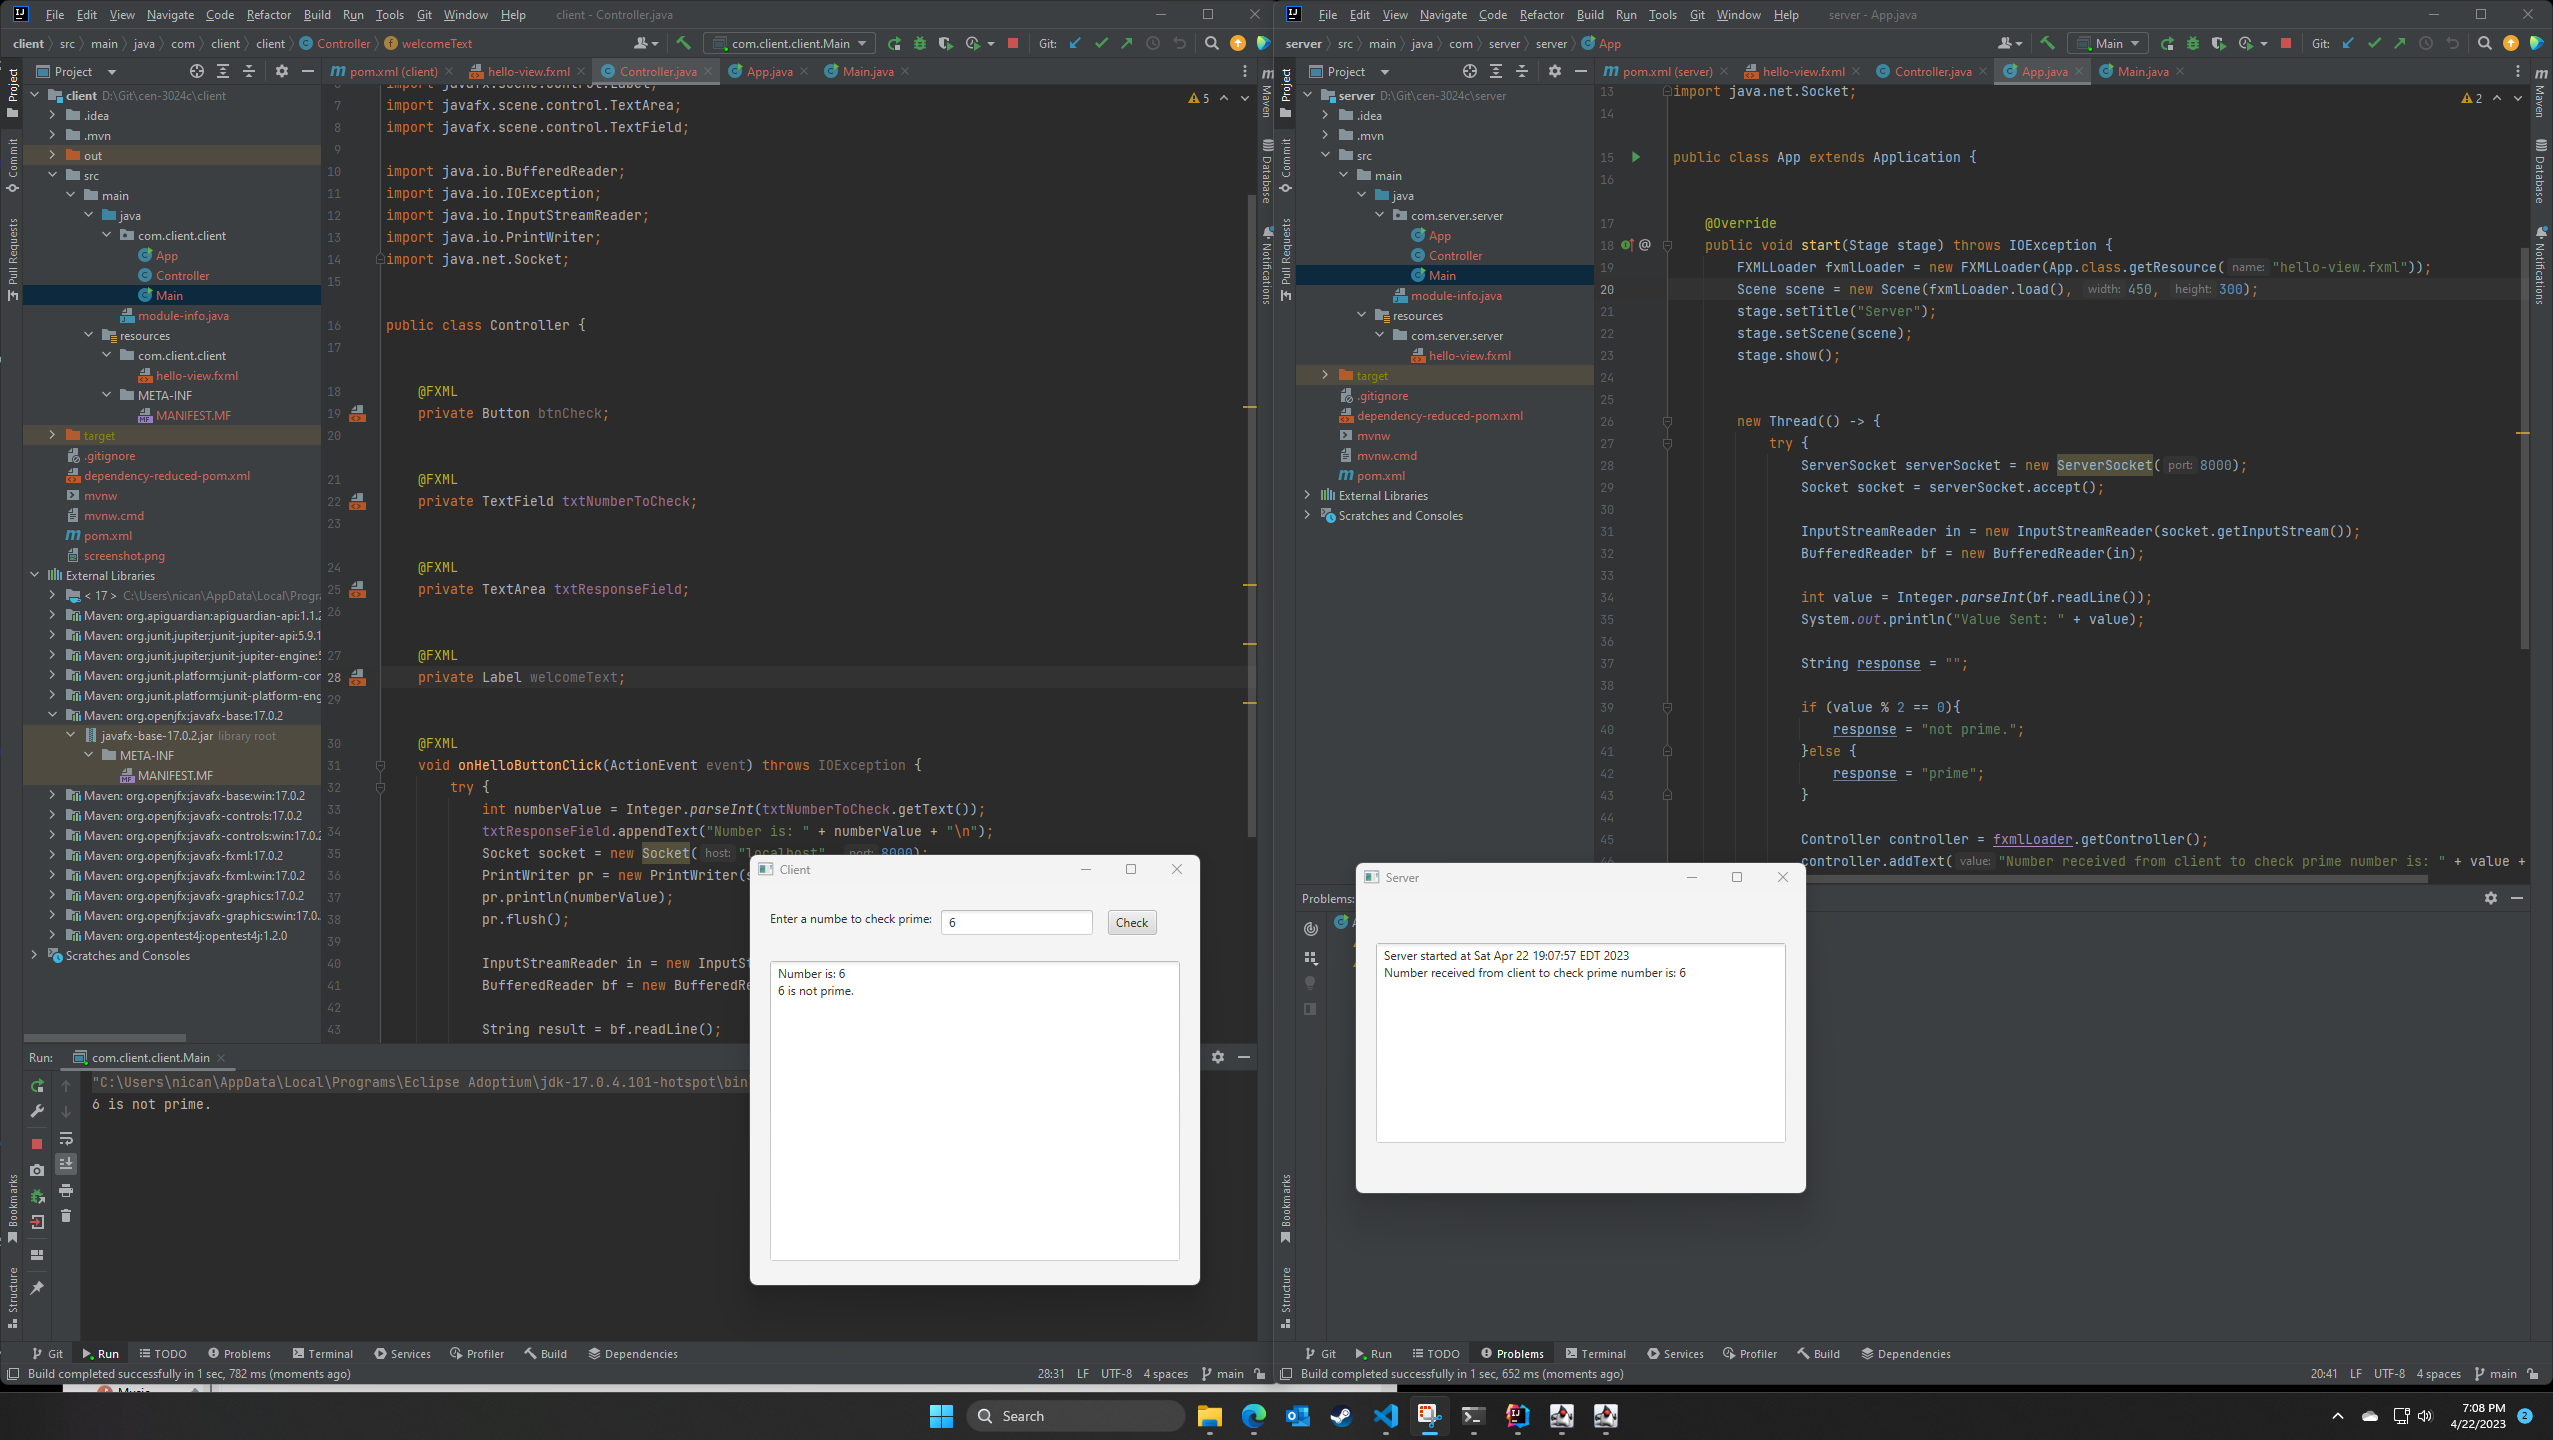 File Edit View Navigate Code Refactor Build Run Tools Git Window Help client - Controller.java
client src main java com client client Controller welcomeText com.client.client.Main Git:
Project
pom.xml (client) hello-view.fxml Controller.java App.java Main.java
client D:\Git\cen-3024c\client
.idea
.mvn
out
src
main
java
com.client.client
App
Controller
Main
module-info.java
resources
com.client.client
hello-view.fxml
META-INF
MANIFEST.MF
target
.gitignore
dependency-reduced-pom.xml
mvnw
mvnw.cmd
pom.xml
screenshot.png
External Libraries
< 17 > C:\Users\nican\AppData\Local\Progra
Maven: org.apiguardian:apiguardian-api:1.1.2
Maven: org.junit.jupiter:junit-jupiter-api:5.9.1
Maven: org.junit.jupiter:junit-jupiter-engine:5
Maven: org.junit.platform:junit-platform-con
Maven: org.junit.platform:junit-platform-eng
Maven: org.openjfx:javafx-base:17.0.2
javafx-base-17.0.2.jar library root
META-INF
MANIFEST.MF
Maven: org.openjfx:javafx-base:win:17.0.2
Maven: org.openjfx:javafx-controls:17.0.2
Maven: org.openjfx:javafx-controls:win:17.0.2
Maven: org.openjfx:javafx-fxml:17.0.2
Maven: org.openjfx:javafx-fxml:win:17.0.2
Maven: org.openjfx:javafx-graphics:17.0.2
Maven: org.openjfx:javafx-graphics:win:17.0.
Maven: org.opentest4j:opentest4j:1.2.0
Scratches and Consoles
Project
Commit
Pull Requests
Bookmarks
Structure
5
6 import javafx.scene.control.Label;
7 import javafx.scene.control.TextArea;
8 import javafx.scene.control.TextField;
9
10 import java.io.BufferedReader;
11 import java.io.IOException;
12 import java.io.InputStreamReader;
13 import java.io.PrintWriter;
14 import java.net.Socket;
15
16 public class Controller {
17
18 @FXML
19 private Button btnCheck;
20
21 @FXML
22 private TextField txtNumberToCheck;
23
24 @FXML
25 private TextArea txtResponseField;
26
27 @FXML
28 private Label welcomeText;
29
30 @FXML
31 void onHelloButtonClick(ActionEvent event) throws IOException {
32 try {
33 int numberValue = Integer.parseInt(txtNumberToCheck.getText());
34 txtResponseField.appendText("Number is: " + numberValue + "\n");
35 Socket socket = new Socket( host: "localhost", port: 8000);
36 PrintWriter pr = new PrintWriter(s
37 pr.println(numberValue);
38 pr.flush();
39
40 InputStreamReader in = new InputSt
41 BufferedReader bf = new BufferedRe
42
43 String result = bf.readLine();
Maven
Database
Notifications
Run: com.client.client.Main
"C:\Users\nican\AppData\Local\Programs\Eclipse Adoptium\jdk-17.0.4.101-hotspot\bin
6 is not prime.
Git Run TODO Problems Terminal Services Profiler Build Dependencies
Build completed successfully in 1 sec, 782 ms (moments ago) 28:31 LF UTF-8 4 spaces main
Client
Enter a numbe to check prime: 6 Check
Number is: 6
6 is not prime.
File Edit View Navigate Code Refactor Build Run Tools Git Window Help server - App.java
server src main java com server server App Main Git:
Project
pom.xml (server) hello-view.fxml Controller.java App.java Main.java
server D:\Git\cen-3024c\server
.idea
.mvn
src
main
java
com.server.server
App
Controller
Main
module-info.java
resources
com.server.server
hello-view.fxml
target
.gitignore
dependency-reduced-pom.xml
mvnw
mvnw.cmd
pom.xml
External Libraries
Scratches and Consoles
Project
Commit
Pull Requests
Bookmarks
Structure
2
13 import java.net.Socket;
14
15 public class App extends Application {
16
17 @Override
18 public void start(Stage stage) throws IOException {
19 FXMLLoader fxmlLoader = new FXMLLoader(App.class.getResource( name: "hello-view.fxml"));
20 Scene scene = new Scene(fxmlLoader.load(), width: 450, height: 300);
21 stage.setTitle("Server");
22 stage.setScene(scene);
23 stage.show();
24
25
26 new Thread(() -> {
27 try {
28 ServerSocket serverSocket = new ServerSocket( port: 8000);
29 Socket socket = serverSocket.accept();
30
31 InputStreamReader in = new InputStreamReader(socket.getInputStream());
32 BufferedReader bf = new BufferedReader(in);
33
34 int value = Integer.parseInt(bf.readLine());
35 System.out.println("Value Sent: " + value);
36
37 String response = "";
38
39 if (value % 2 == 0){
40 response = "not prime.";
41 }else {
42 response = "prime";
43 }
44
45 Controller controller = fxmlLoader.getController();
46 controller.addText( value: "Number received from client to check prime number is: " + value +
Maven
Database
Notifications
Problems:
Server
Server started at Sat Apr 22 19:07:57 EDT 2023
Number received from client to check prime number is: 6
Git Run TODO Problems Terminal Services Profiler Build Dependencies
Build completed successfully in 1 sec, 652 ms (moments ago) 20:41 LF UTF-8 4 spaces main
Music
Search
7:08 PM
4/22/2023
2